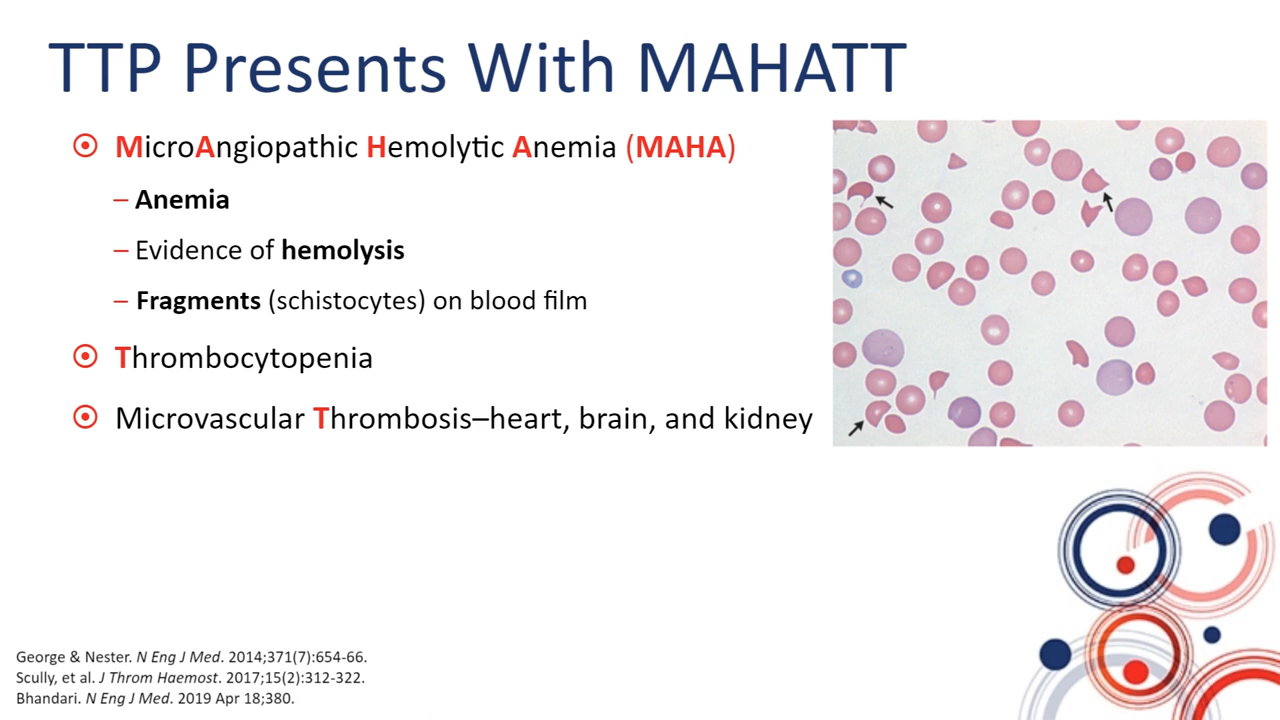 TTP Presents With MAHATT
MicroAngiopathic Hemolytic Anemia (MAHA)
– Anemia
– Evidence of hemolysis
– Fragments (schistocytes) on blood film
Thrombocytopenia
Microvascular Thrombosis–heart, brain, and kidney
George & Nester. N Eng J Med. 2014;371(7):654-66.
Scully, et al. J Throm Haemost. 2017;15(2):312-322.
Bhandari. N Eng J Med. 2019 Apr 18;380.